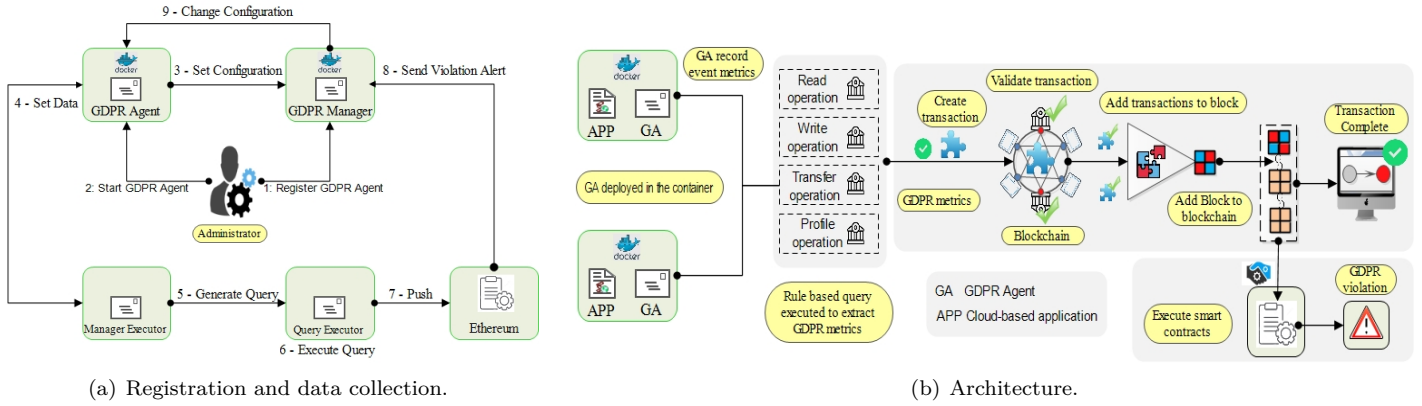 9 - Change Configuration
docker
GDPR Agent
3 - Set Configuration
docker
GDPR Manager
8 - Send Violation Alert
4 - Set Data
2: Start GDPR Agent
1: Register GDPR Agent
Administrator
Manager Executor
5 - Generate Query
Query Executor
6 - Execute Query
7 - Push
Ethereum
(a) Registration and data collection.
docker
APP
GA
GA record
event metrics
GA deployed in the container
docker
APP
GA
Read
operation
Write
operation
Transfer
operation
Profile
operation
Rule based query
executed to extract
GDPR metrics
Create
transaction
GDPR metrics
Validate transaction
Blockchain
Add transactions to block
Add Block to
blockchain
Transaction
Complete
GA GDPR Agent
APP Cloud-based application
Execute smart
contracts
GDPR
violation
(b) Architecture.